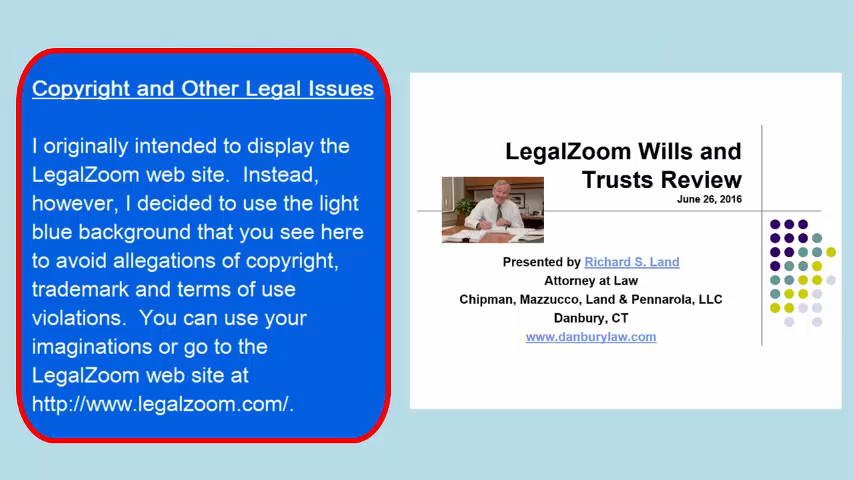 Copyright and Other Legal Issues
I originally intended to display the
LegalZoom web site.  Instead,
however, I decided to use the light
blue background that you see here
to avoid allegations of copyright,
trademark and terms of use
violations.  You can use your
imaginations or go to the
LegalZoom web site at
http://www.legalzoom.com/.
LegalZoom Wills and
Trusts Review
June 26, 2016
Presented by Richard S. Land
Attorney at Law
Chipman, Mazzucco, Land & Pennarola, LLC
Danbury, CT
www.danburylaw.com